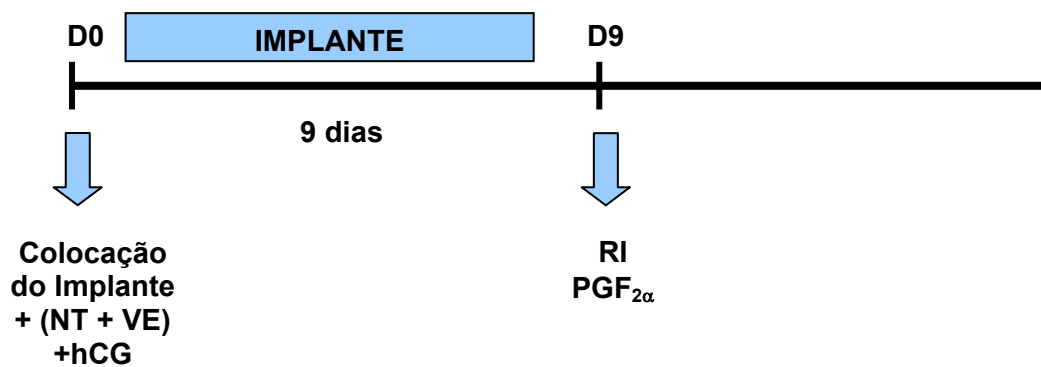 D0
IMPLANTE
D9
9 dias
Colocação
do Implante
+ (NT + VE)
+hCG
RI
PGF2α